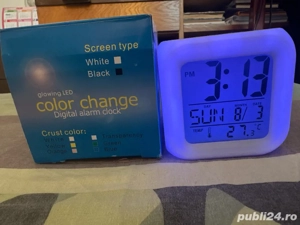 Screen type
White
Black
glowing LED
color change
Digital alarm clock
Crust color:
PM 3:13
SUN 8/3
27.3
publi24.ro